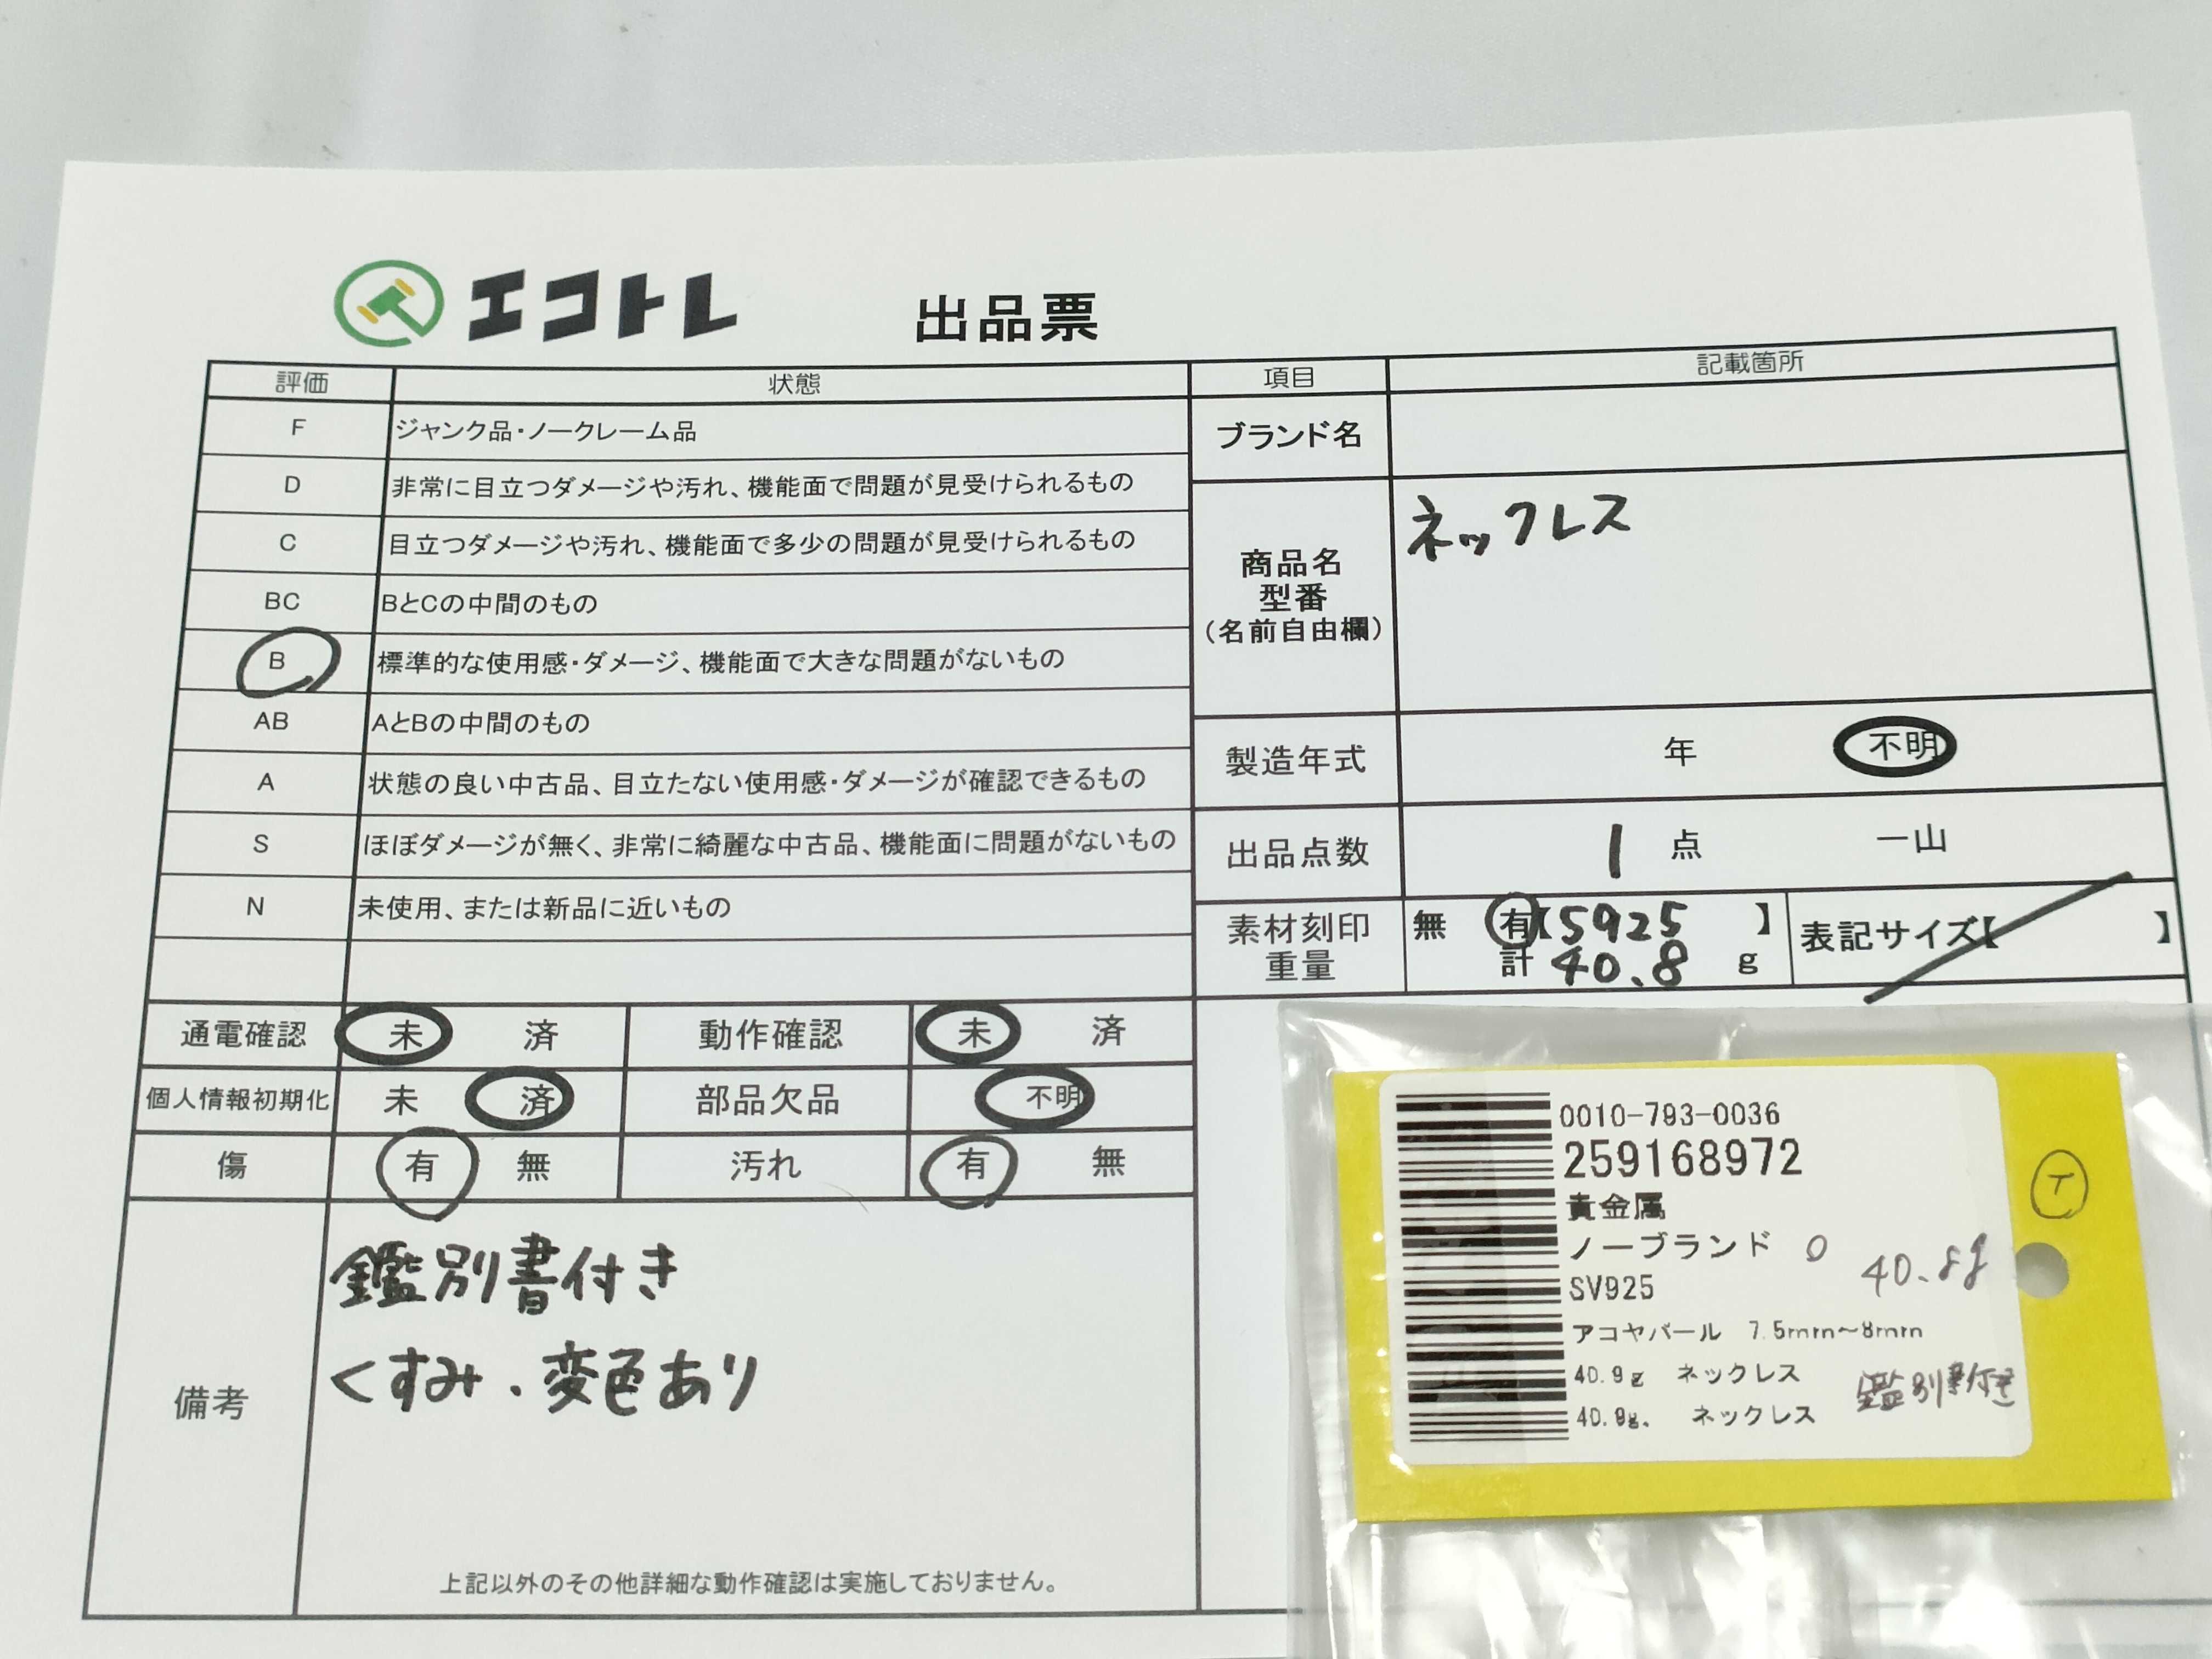 エコトレ 出品票
評価 状態 項目 記載箇所
F ジャンク品・ノークレーム品
D 非常に目立つダメージや汚れ、機能面で問題が見受けられるもの
C 目立つダメージや汚れ、機能面で多少の問題が見受けられるもの
BC BとCの中間のもの
B 標準的な使用感・ダメージ、機能面で大きな問題がないもの
AB AとBの中間のもの
A 状態の良い中古品、目立たない使用感・ダメージが確認できるもの
S ほぼダメージが無く、非常に綺麗な中古品、機能面に問題がないもの
N 未使用、または新品に近いもの
ブランド名
商品名
型番
(名前自由欄)
ネックレス
製造年式 年 不明
出品点数 1 点 一山
素材刻印
重量
無 有【S925 】
計 40.8 g
表記サイズ【 】
通電確認 未 済 動作確認 未 済
個人情報初期化 未 済 部品欠品 不明
傷 有 無 汚れ 有 無
備考
鑑別書付き
くすみ・変色あり
上記以外のその他詳細な動作確認は実施しておりません。
0010-793-0036
259168972
貴金属
ノーブランド 0
SV925
40.8g
アコヤパール 7.5mm~8mm
40.9g ネックレス
40.9g. ネックレス
鑑別書付き
T